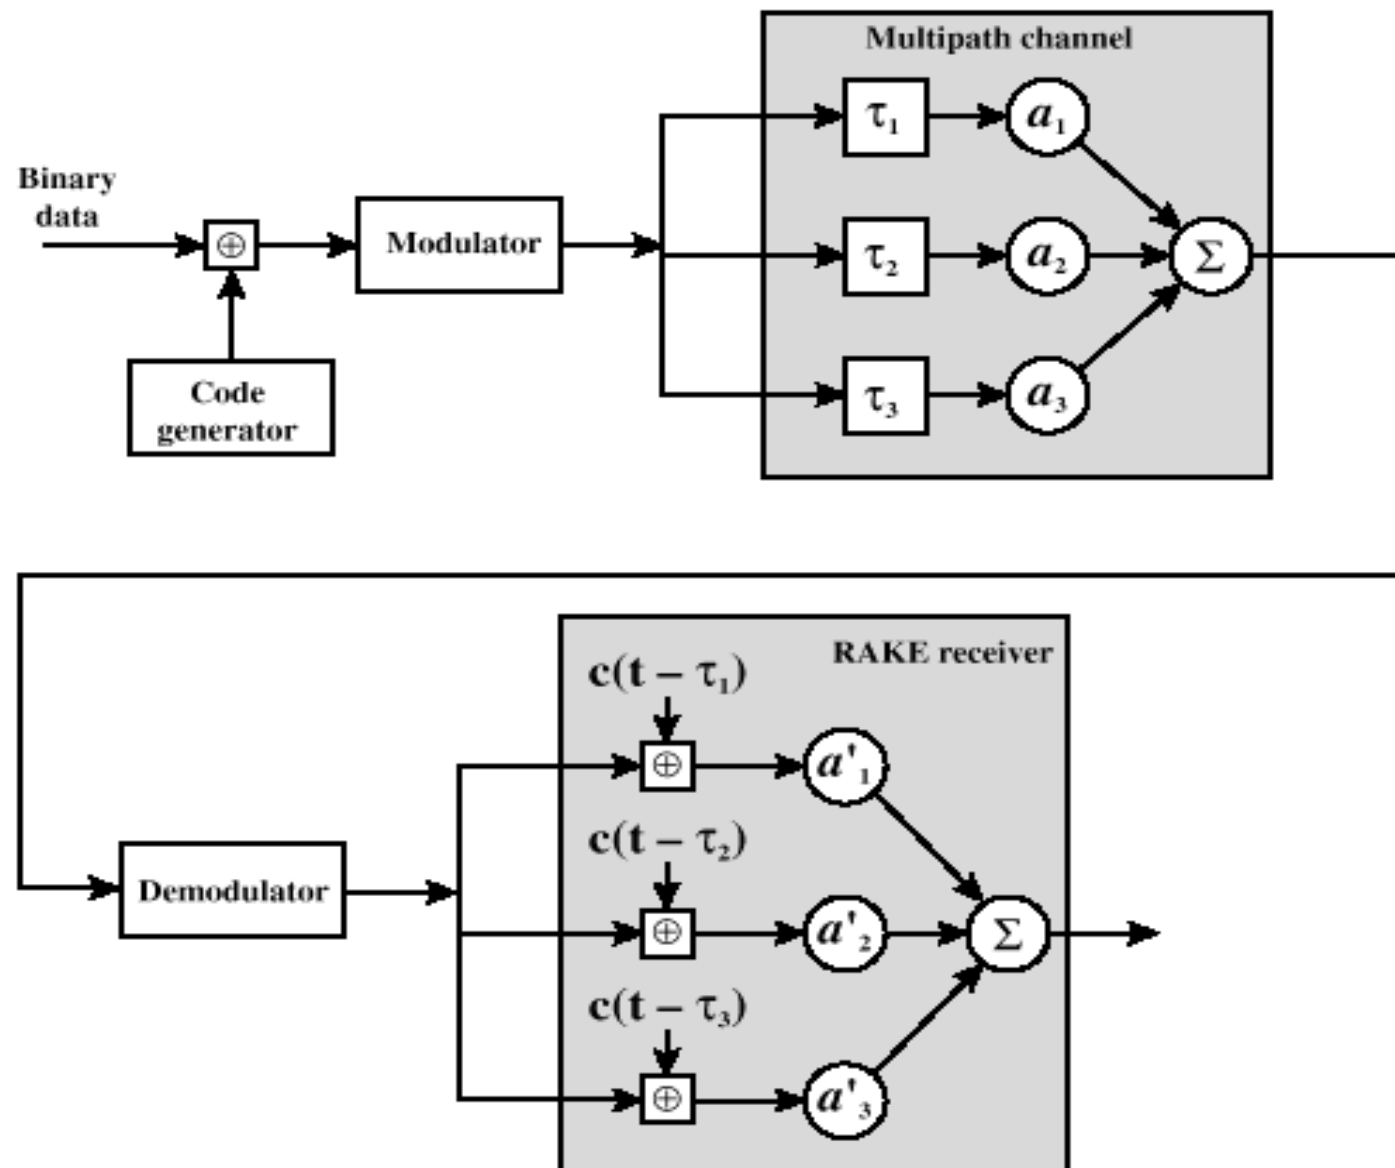 Multipath channel
τ₁
a₁
Binary
data
⊕
Modulator
τ₂
a₂
Σ
Code
generator
τ₃
a₃
RAKE receiver
c(t − τ₁)
⊕
a'₁
c(t − τ₂)
Demodulator
⊕
a'₂
Σ
c(t − τ₃)
⊕
a'₃